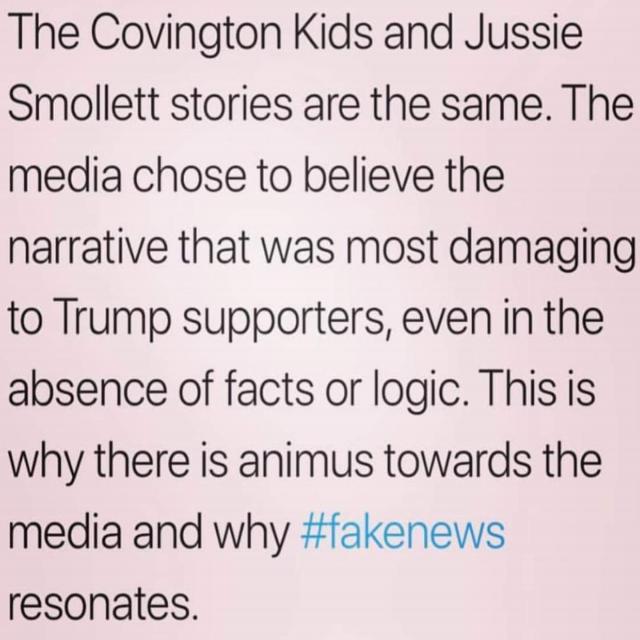 The Covington Kids and Jussie
Smollett stories are the same. The
media chose to believe the
narrative that was most damaging
to Trump supporters, even in the
absence of facts or logic. This is
why there is animus towards the
media and why #fakenews
resonates.